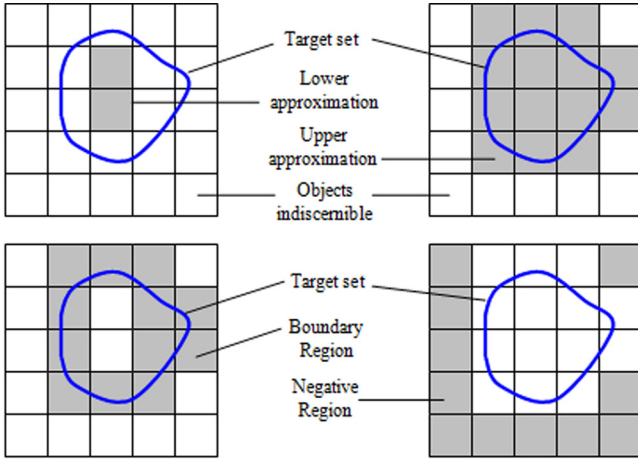 Target set
Lower
approximation
Upper
approximation
Objects
indiscernible
Target set
Boundary
Region
Negative
Region